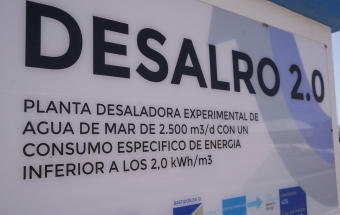 DESALRO 2.0
PLANTA DESALADORA EXPERIMENTAL DE
AGUA DE MAR DE 2.500 m3/d CON UN
CONSUMO ESPECIFICO DE ENERGIA
INFERIOR A LOS 2,0 kWh/m3